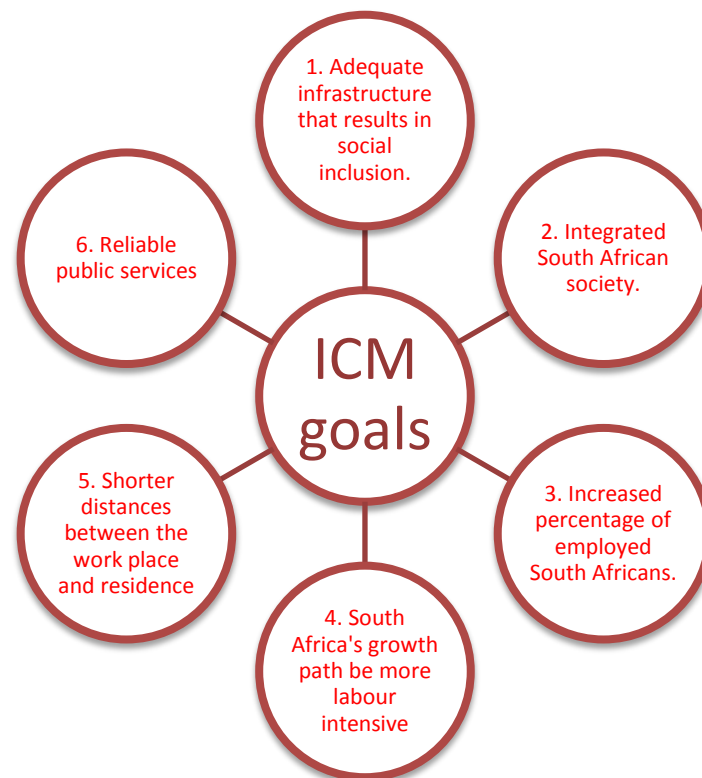 1. Adequate
infrastructure
that results in
social
inclusion.
2. Integrated
South African
society.
3. Increased
percentage of
employed
South Africans.
4. South
Africa's growth
path be more
labour
intensive
5. Shorter
distances
between the
work place
and residence
6. Reliable
public services
ICM
goals